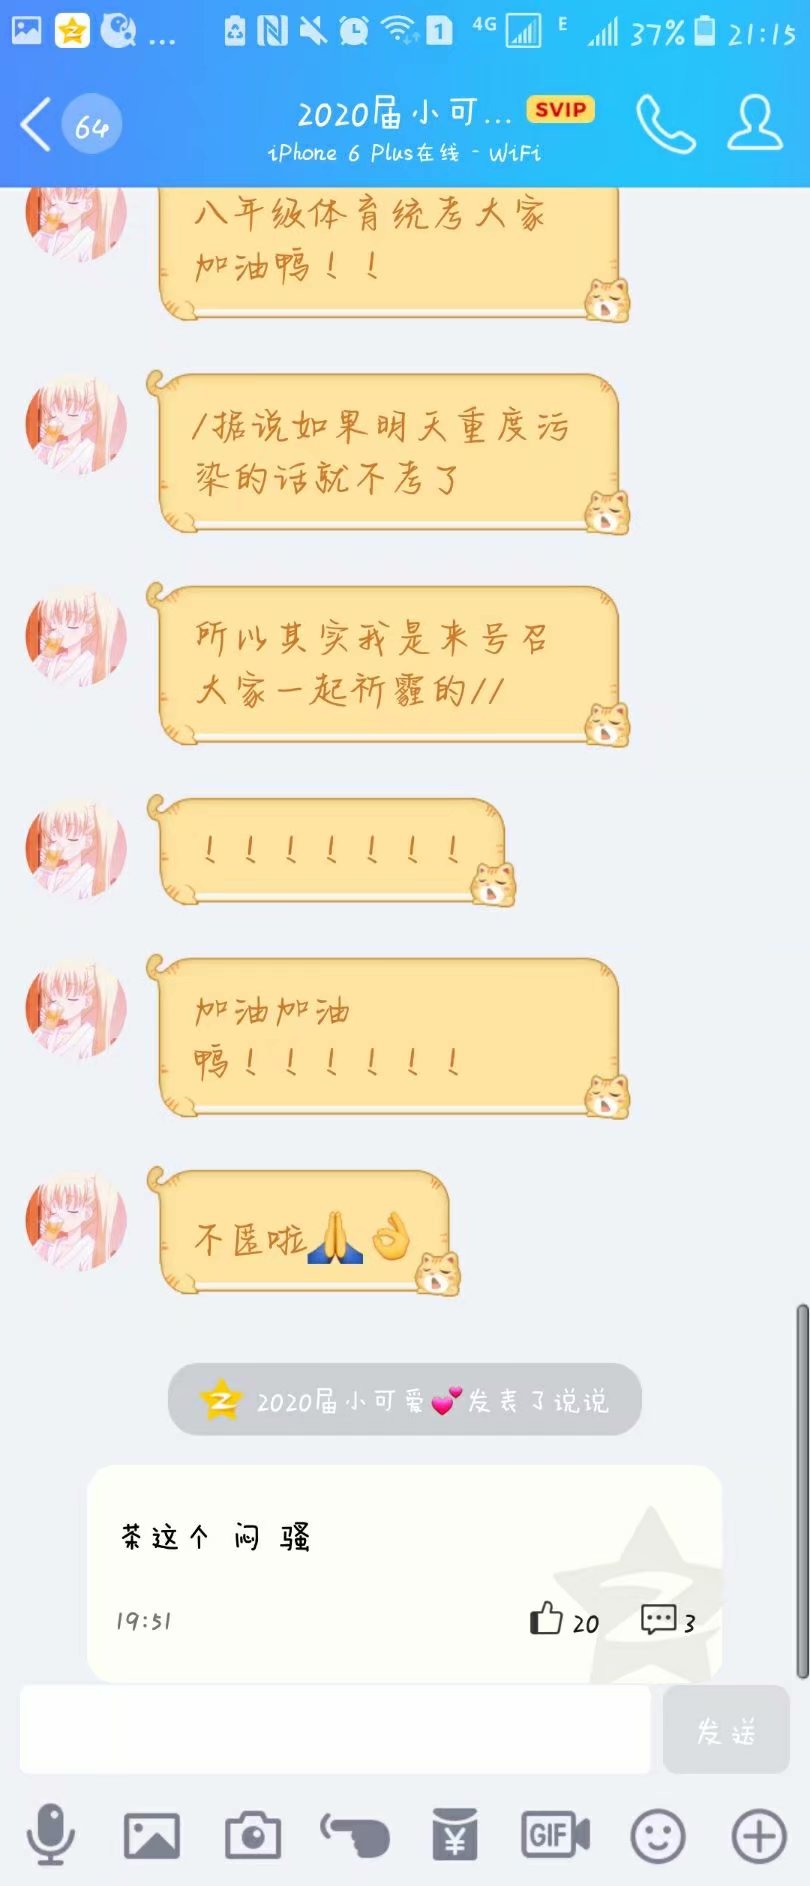 ... 1 4G E 37% 21:15
64 2020届小可... SVIP
iPhone 6 Plus在线 - WiFi
八年级体育统考大家
加油鸭！！
/据说如果明天重度污
染的话就不考了
所以其实我是来号召
大家一起祈霾的//
！！！！！！！
加油加油
鸭！！！！！！
不匿啦🙏👌
2020届小可爱💕发表了说说
茶这个 闷 骚
19:51 20 3
发送
¥ GIF